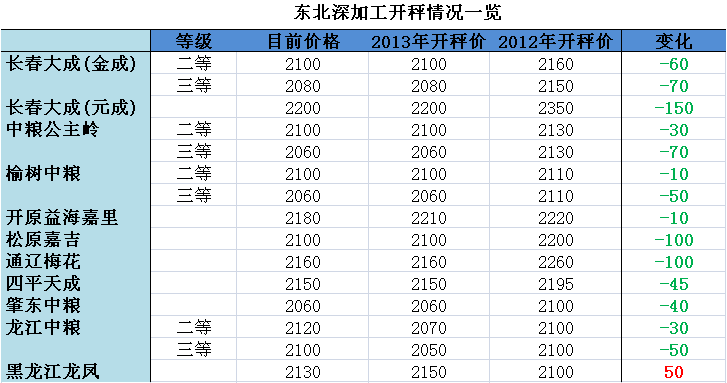 东北深加工开秤情况一览
等级 目前价格 2013年开秤价 2012年开秤价 变化
长春大成(金成) 二等 2100 2100 2160 -60
三等 2080 2080 2150 -70
长春大成(元成) 2200 2200 2350 -150
中粮公主岭 二等 2100 2100 2130 -30
三等 2060 2060 2130 -70
榆树中粮 二等 2100 2100 2110 -10
三等 2060 2060 2110 -50
开原益海嘉里 2180 2210 2220 -10
松原嘉吉 2100 2100 2200 -100
通辽梅花 2160 2160 2260 -100
四平天成 2150 2150 2195 -45
肇东中粮 2060 2060 2100 -40
龙江中粮 二等 2120 2070 2100 -30
三等 2100 2050 2100 -50
黑龙江龙凤 2130 2150 2100 50